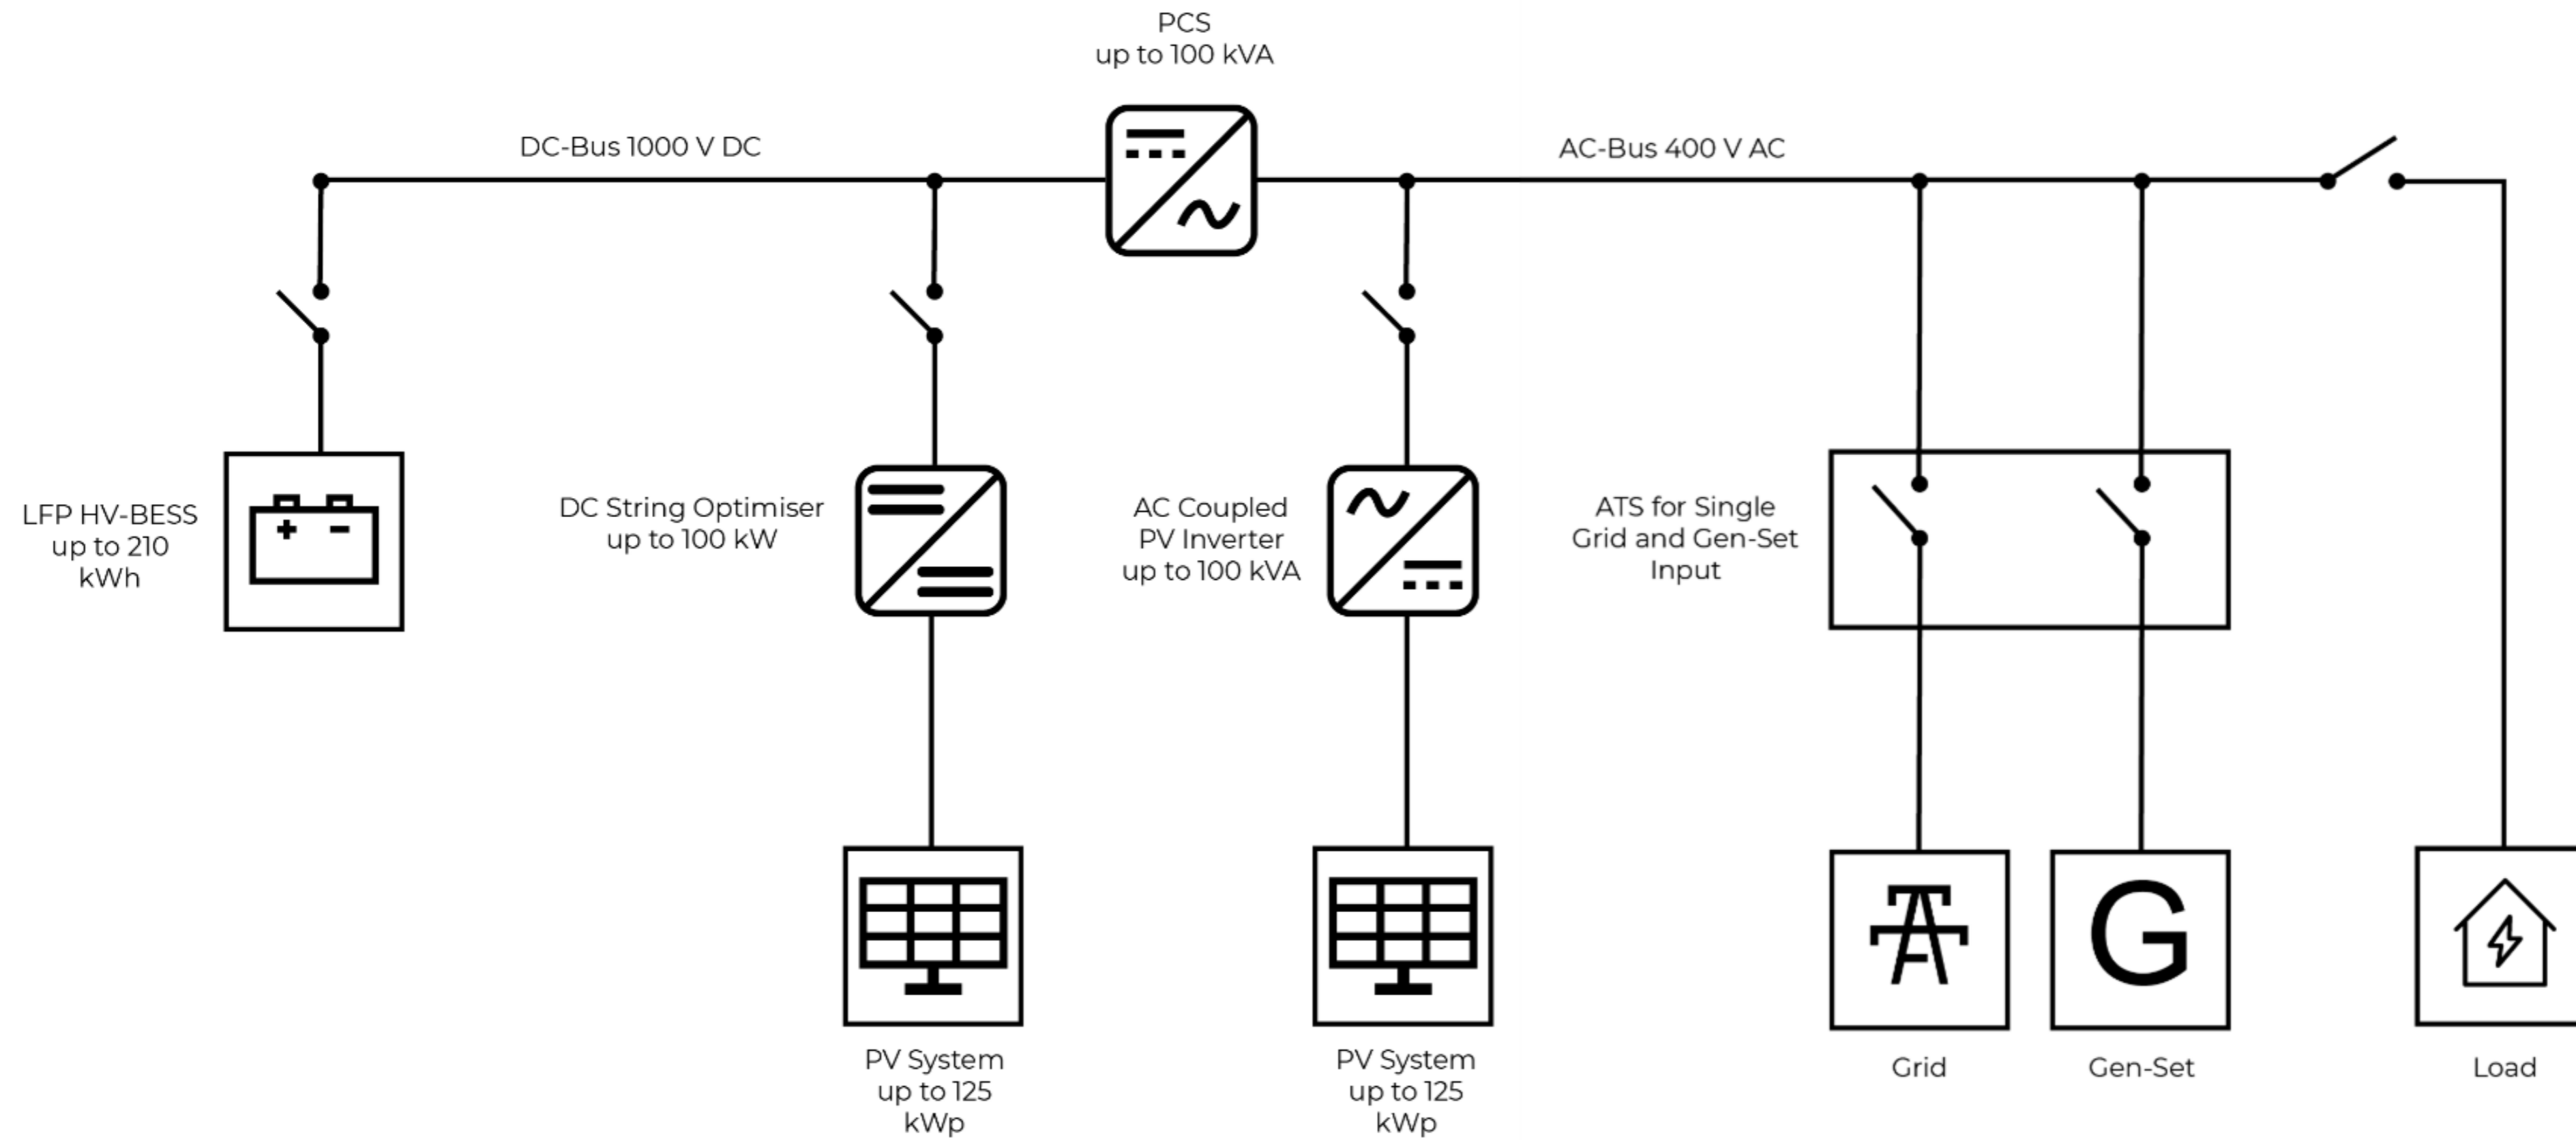 PCS
up to 100 kVA
DC-Bus 1000 V DC
AC-Bus 400 V AC
LFP HV-BESS
up to 210
kWh
DC String Optimiser
up to 100 kW
AC Coupled
PV Inverter
up to 100 kVA
ATS for Single
Grid and Gen-Set
Input
G
PV System
up to 125
kWp
PV System
up to 125
kWp
Grid
Gen-Set
Load